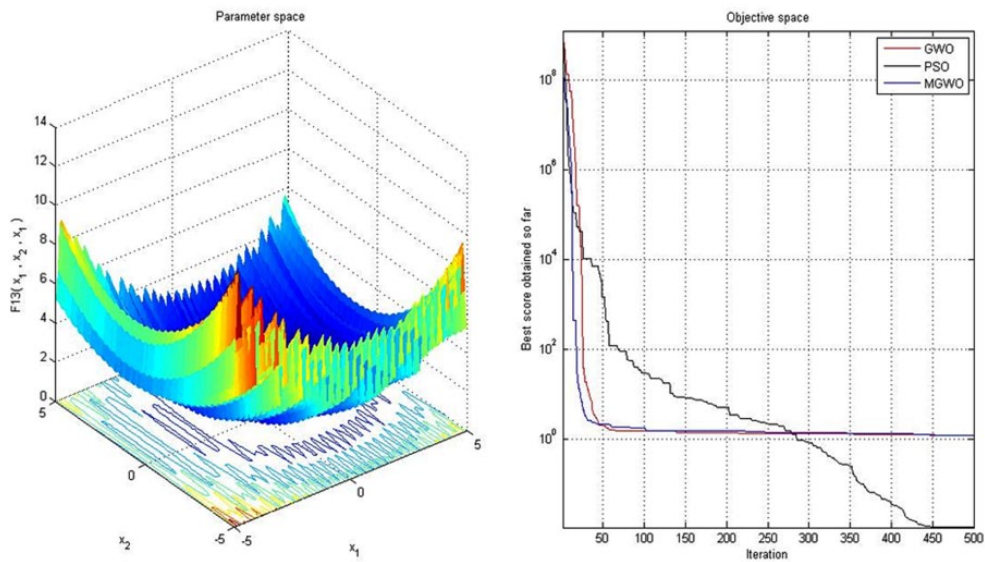 Parameter space
F13( x1 , x2 , x1 )
14
12
10
8
6
4
2
0
5
0
-5
x2
-5
0
5
x1
Objective space
Best score obtained so far
10^8
10^6
10^4
10^2
10^0
GWO
PSO
MGWO
50 100 150 200 250 300 350 400 450 500
Iteration